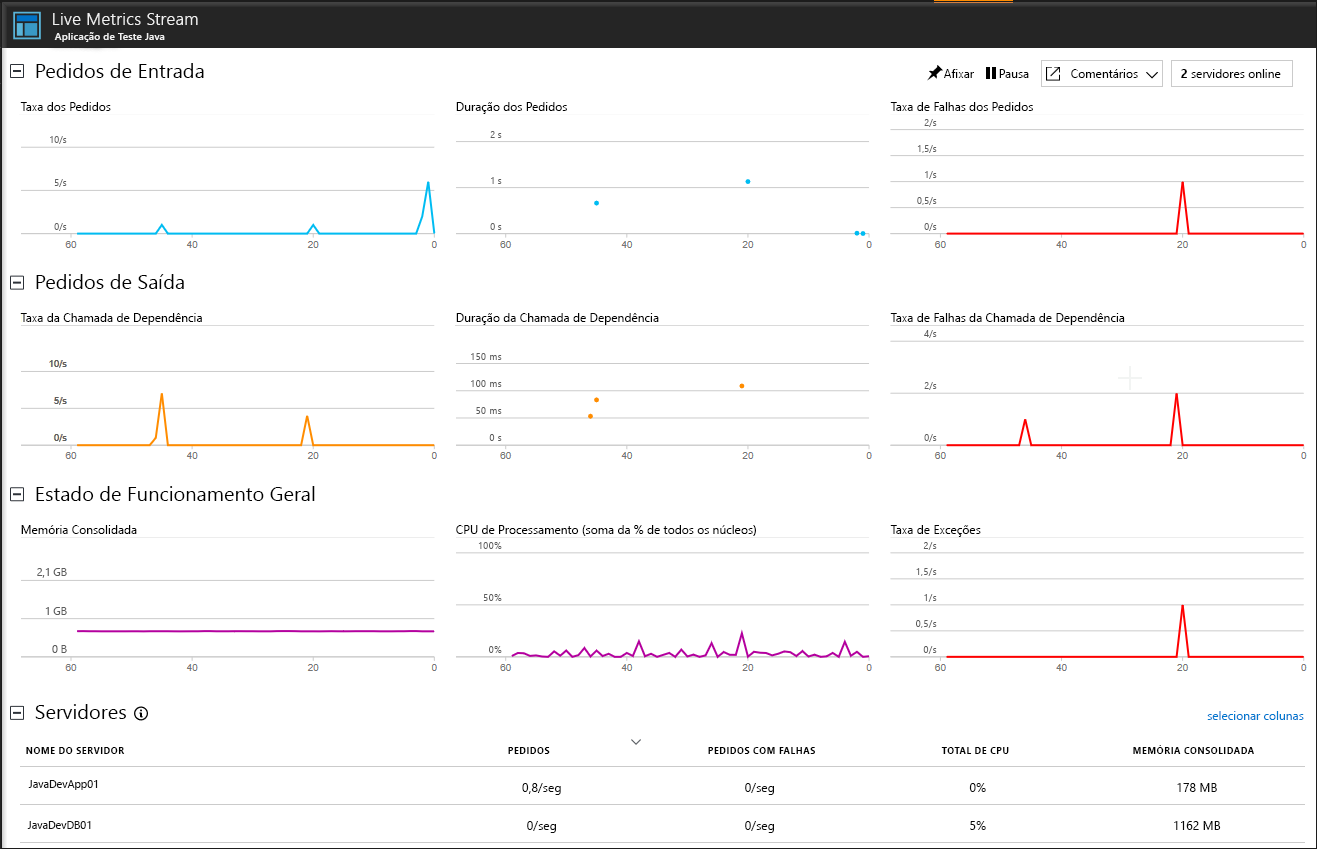 Live Metrics Stream
Aplicação de Teste Java
Pedidos de Entrada
Afixar Pausa Comentários 2 servidores online
Taxa dos Pedidos
10/s
5/s
0/s
60 40 20 0
Duração dos Pedidos
2 s
1 s
0 s
60 40 20 0
Taxa de Falhas dos Pedidos
2/s
1,5/s
1/s
0,5/s
0/s
60 40 20 0
Pedidos de Saída
Taxa da Chamada de Dependência
10/s
5/s
0/s
60 40 20 0
Duração da Chamada de Dependência
150 ms
100 ms
50 ms
0 s
60 40 20 0
Taxa de Falhas da Chamada de Dependência
4/s
2/s
0/s
60 40 20 0
Estado de Funcionamento Geral
Memória Consolidada
2,1 GB
1 GB
0 B
60 40 20 0
CPU de Processamento (soma da % de todos os núcleos)
100%
50%
0%
60 40 20 0
Taxa de Exceções
2/s
1,5/s
1/s
0,5/s
0/s
60 40 20 0
Servidores
selecionar colunas
NOME DO SERVIDOR PEDIDOS PEDIDOS COM FALHAS TOTAL DE CPU MEMÓRIA CONSOLIDADA
JavaDevApp01 0,8/seg 0/seg 0% 178 MB
JavaDevDB01 0/seg 0/seg 5% 1162 MB